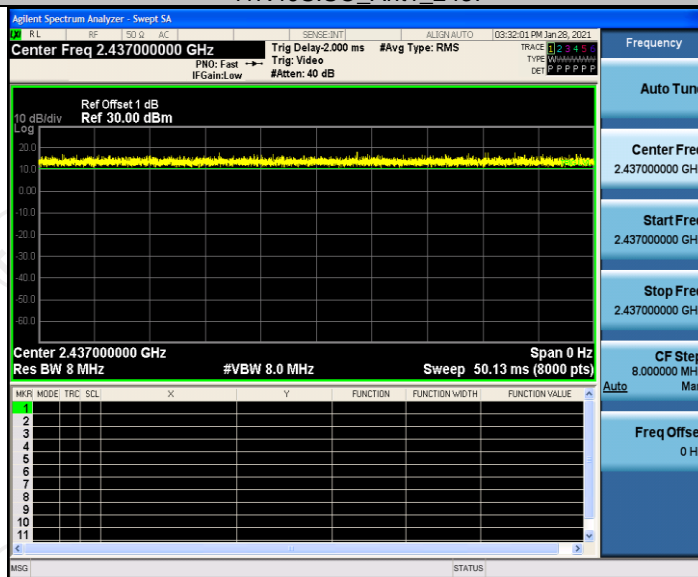 Agilent Spectrum Analyzer - Swept SA
RL RF 50 Ω AC SENSE:INT ALIGN AUTO 03:32:01 PM Jan 28, 2021
Center Freq 2.437000000 GHz
PNO: Fast
IFGain:Low
Trig Delay-2.000 ms
Trig: Video
#Atten: 40 dB
#Avg Type: RMS
TRACE 1 2 3 4 5 6
TYPE
DET P P P P P P
Ref Offset 1 dB
10 dB/div Ref 30.00 dBm
Log
20.0
10.0
0.00
-10.0
-20.0
-30.0
-40.0
-50.0
-60.0
Center 2.437000000 GHz Span 0 Hz
Res BW 8 MHz #VBW 8.0 MHz Sweep 50.13 ms (8000 pts)
MKR MODE TRC SCL X Y FUNCTION FUNCTION WIDTH FUNCTION VALUE
1
2
3
4
5
6
7
8
9
10
11
MSG STATUS
Frequency
Auto Tun
Center Fre
2.437000000 GH
Start Fre
2.437000000 GH
Stop Fre
2.437000000 GH
CF Step
8.000000 MH
Auto Ma
Freq Offse
0 H